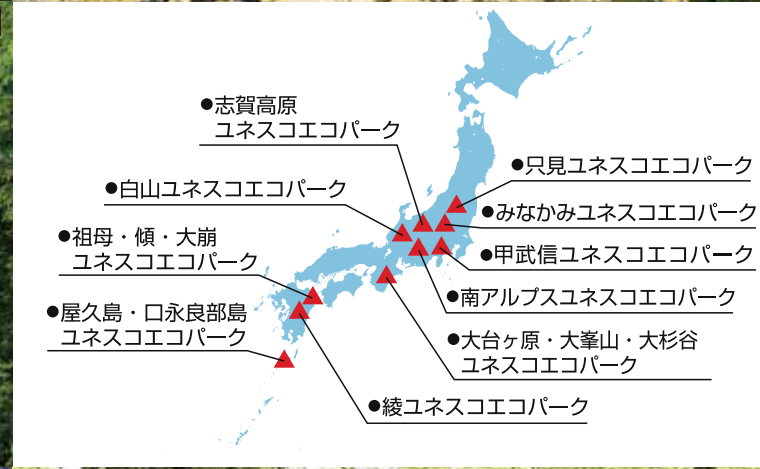 ●志賀高原
ユネスコエコパーク
●只見ユネスコエコパーク
●白山ユネスコエコパーク
●みなかみユネスコエコパーク
●祖母・傾・大崩
ユネスコエコパーク
●甲武信ユネスコエコパーク
●南アルプスユネスコエコパーク
●屋久島・口永良部島
ユネスコエコパーク
●大台ヶ原・大峯山・大杉谷
ユネスコエコパーク
●綾ユネスコエコパーク